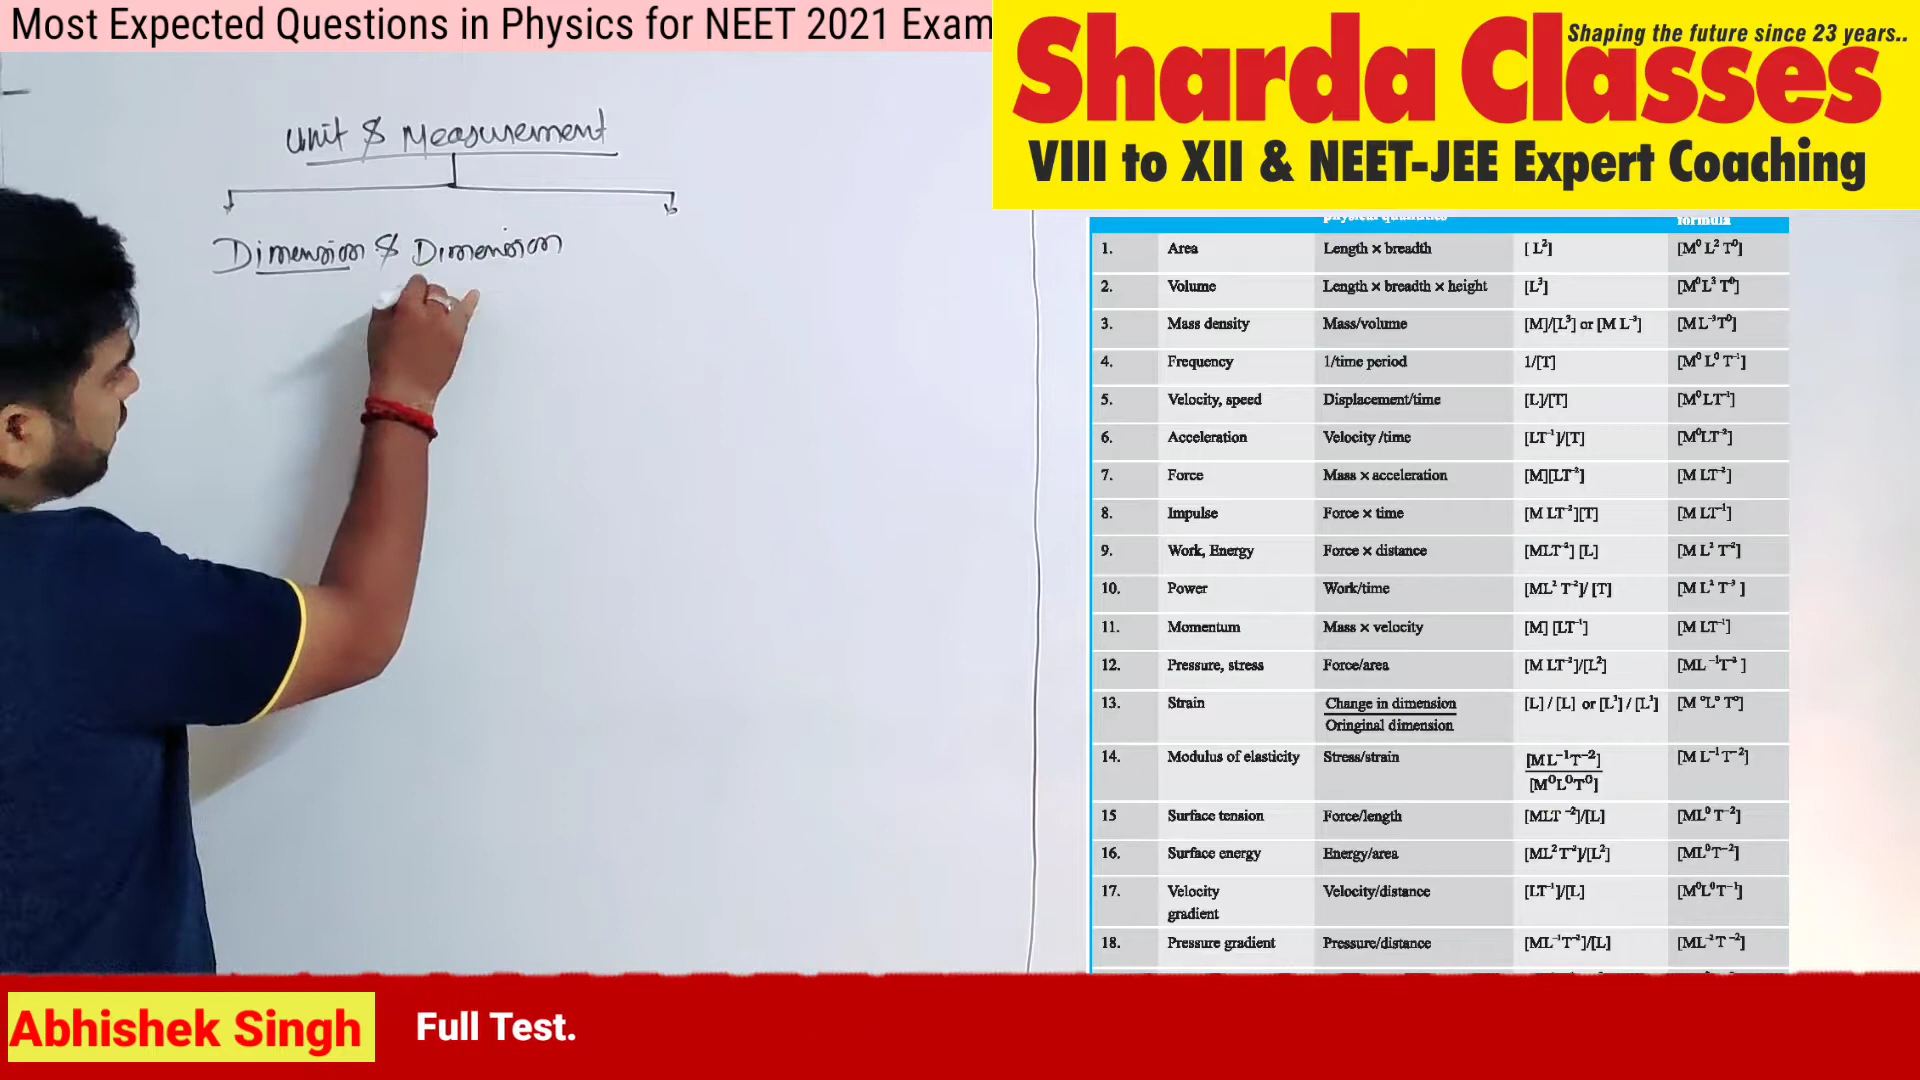 Most Expected Questions in Physics for NEET 2021 Exam
Shaping the future since 23 years..
Sharda Classes
VIII to XII & NEET-JEE Expert Coaching
Unit & Measurement
Dimension & Dimension
physical quantities formula
1. Area Length × breadth [ L²] [M⁰ L² T⁰]
2. Volume Length × breadth × height [L³] [M⁰L³ T⁰]
3. Mass density Mass/volume [M]/[L³] or [M L⁻³] [M L⁻³T⁰]
4. Frequency 1/time period 1/[T] [M⁰ L⁰ T⁻¹]
5. Velocity, speed Displacement/time [L]/[T] [M⁰LT⁻¹]
6. Acceleration Velocity /time [LT⁻¹]/[T] [M⁰LT⁻²]
7. Force Mass × acceleration [M][LT⁻²] [M LT⁻²]
8. Impulse Force × time [M LT⁻²][T] [M LT⁻¹]
9. Work, Energy Force × distance [MLT⁻²] [L] [M L² T⁻²]
10. Power Work/time [ML² T⁻²]/ [T] [M L² T⁻³ ]
11. Momentum Mass × velocity [M] [LT⁻¹] [M LT⁻¹]
12. Pressure, stress Force/area [M LT⁻²]/[L²] [ML ⁻¹T⁻² ]
13. Strain Change in dimension [L] / [L] or [L³] / [L³] [M ⁰L⁰ T⁰]
Oringinal dimension
14. Modulus of elasticity Stress/strain [M L⁻¹T⁻²] [M L⁻¹T⁻²]
[M⁰L⁰T⁰]
15 Surface tension Force/length [MLT ⁻²]/[L] [ML⁰ T⁻²]
16. Surface energy Energy/area [ML² T⁻²]/[L²] [ML⁰T⁻²]
17. Velocity Velocity/distance [LT⁻¹]/[L] [M⁰L⁰T⁻¹]
gradient
18. Pressure gradient Pressure/distance [ML⁻¹T⁻²]/[L] [ML⁻²T ⁻²]
Abhishek Singh
Full Test.